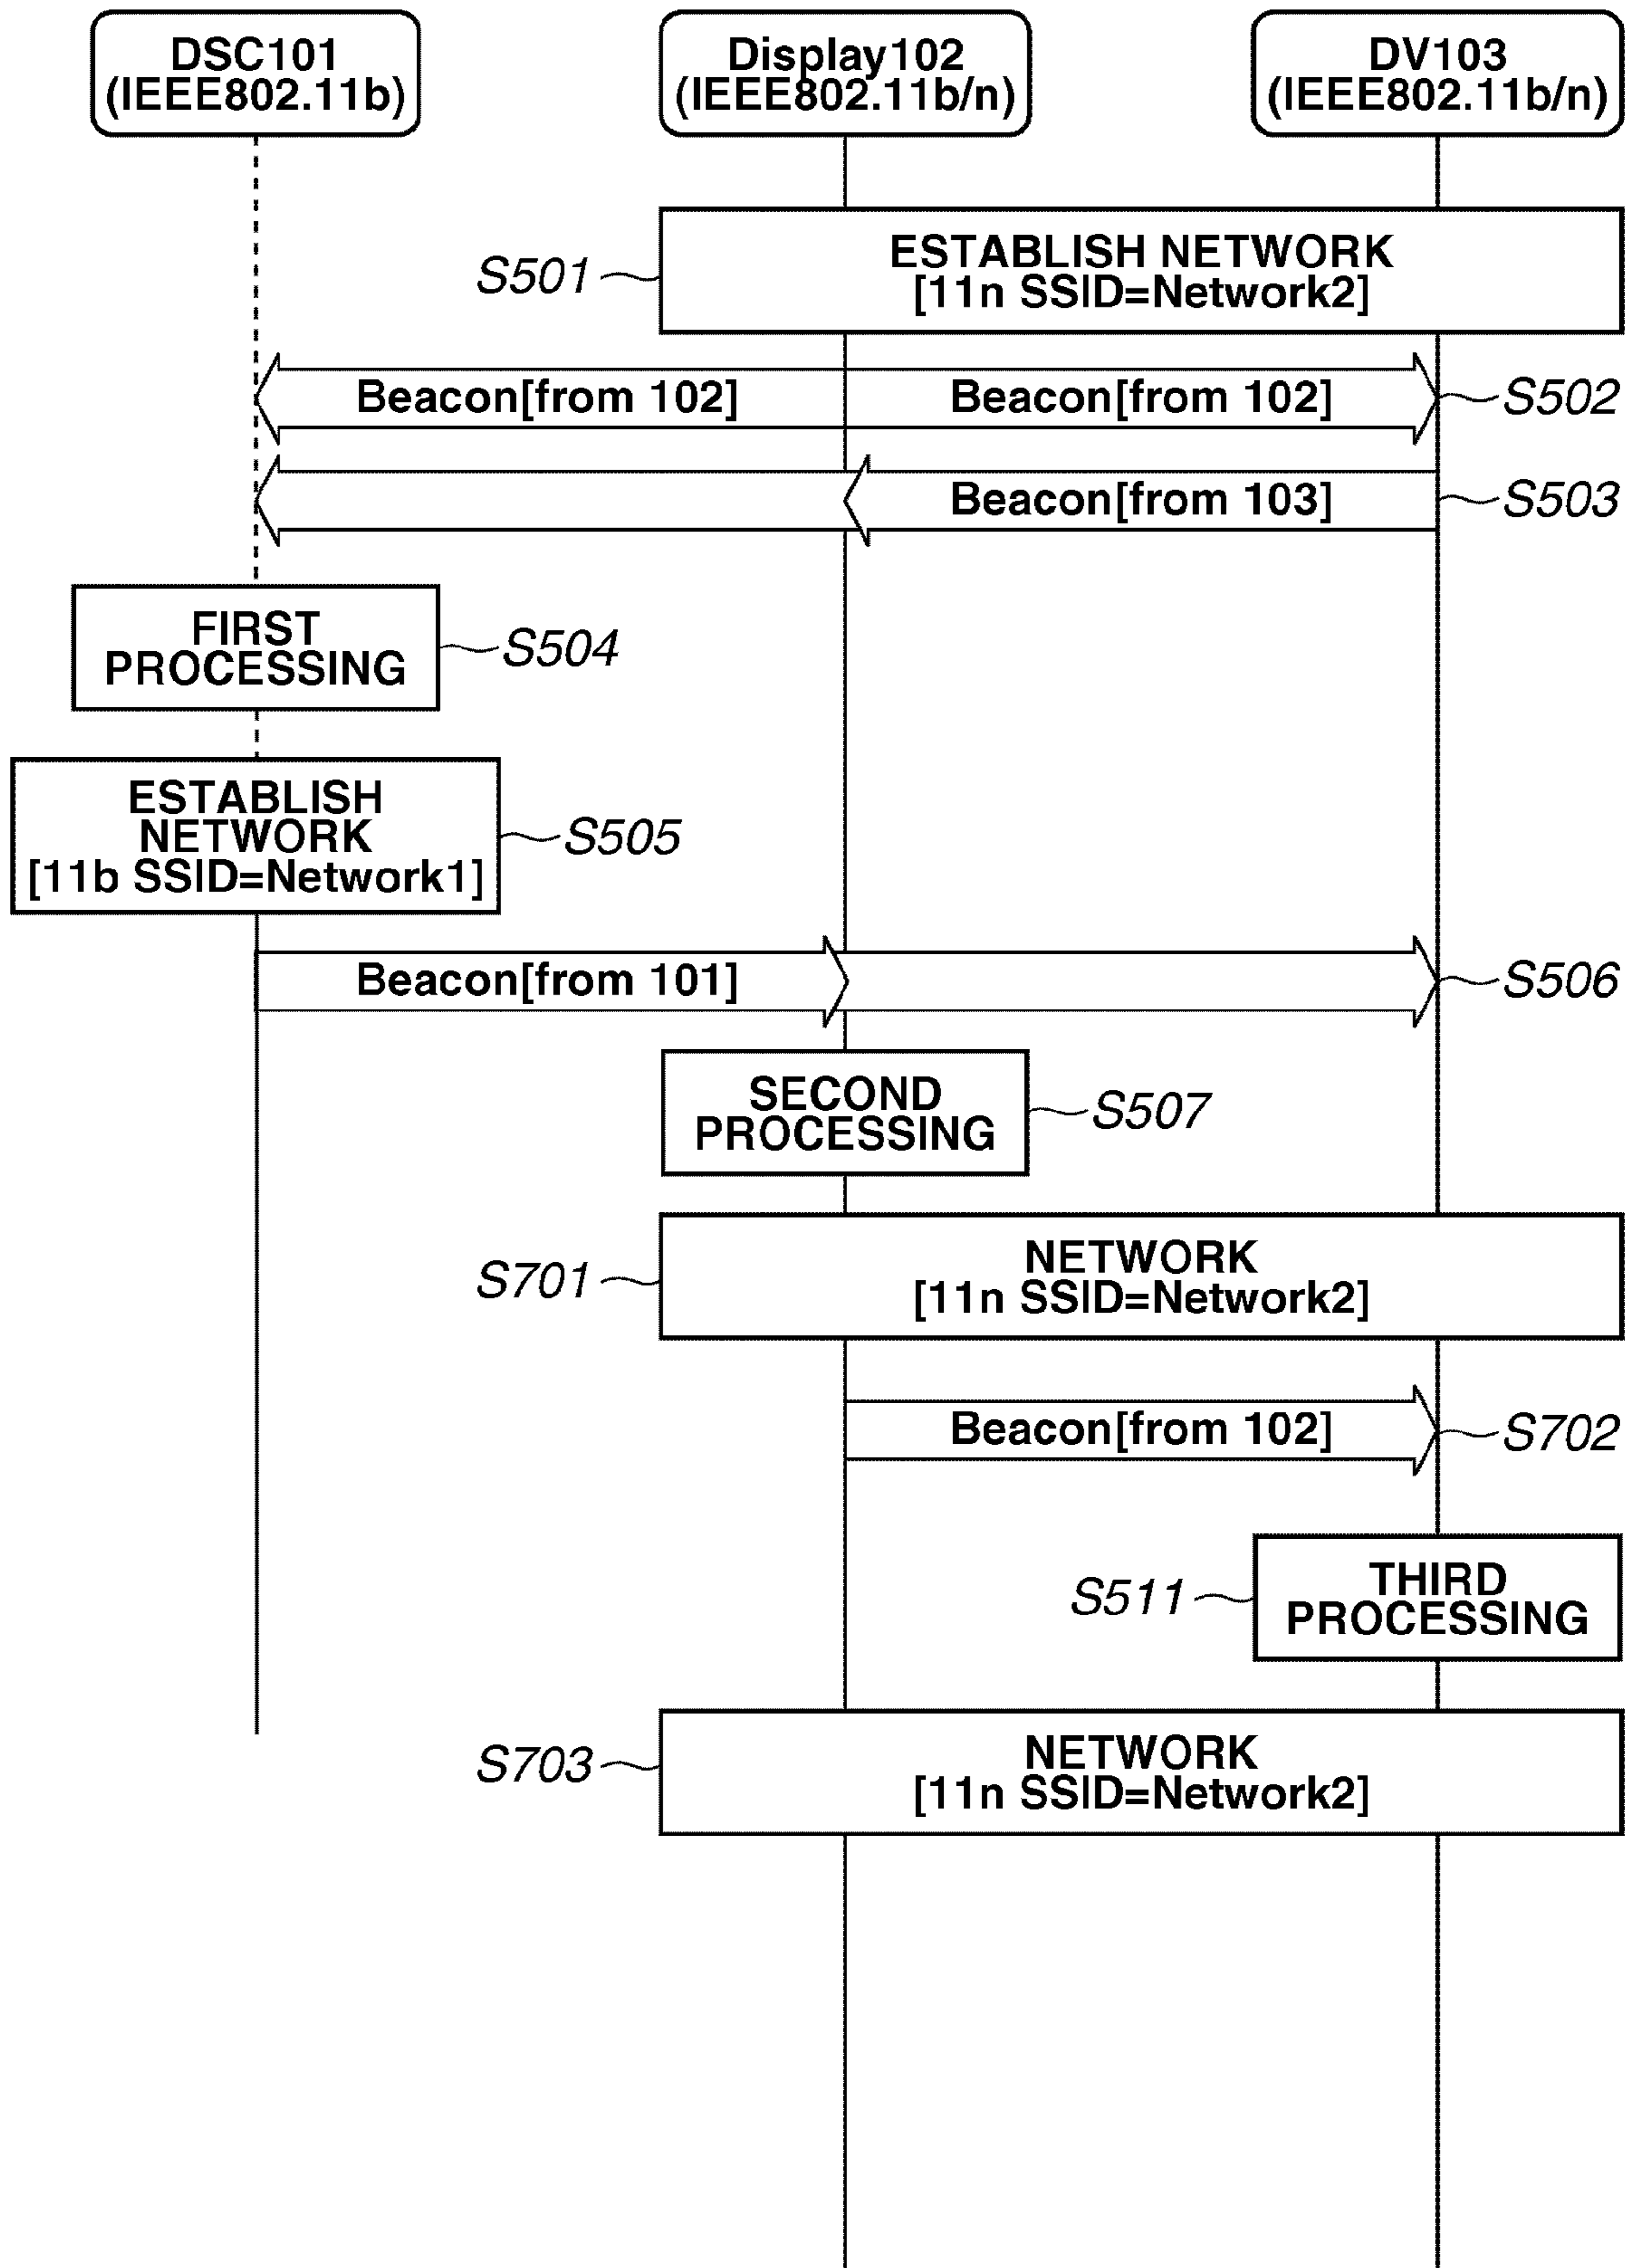 DSC101
(IEEE802.11b)
Display102
(IEEE802.11b/n)
DV103
(IEEE802.11b/n)
ESTABLISH NETWORK
[11n SSID=Network2]
S501
Beacon[from 102]
Beacon[from 102]
S502
Beacon[from 103]
S503
FIRST
PROCESSING
S504
ESTABLISH
NETWORK
[11b SSID=Network1]
S505
Beacon[from 101]
S506
SECOND
PROCESSING
S507
NETWORK
[11n SSID=Network2]
S701
Beacon[from 102]
S702
THIRD
PROCESSING
S511
NETWORK
[11n SSID=Network2]
S703